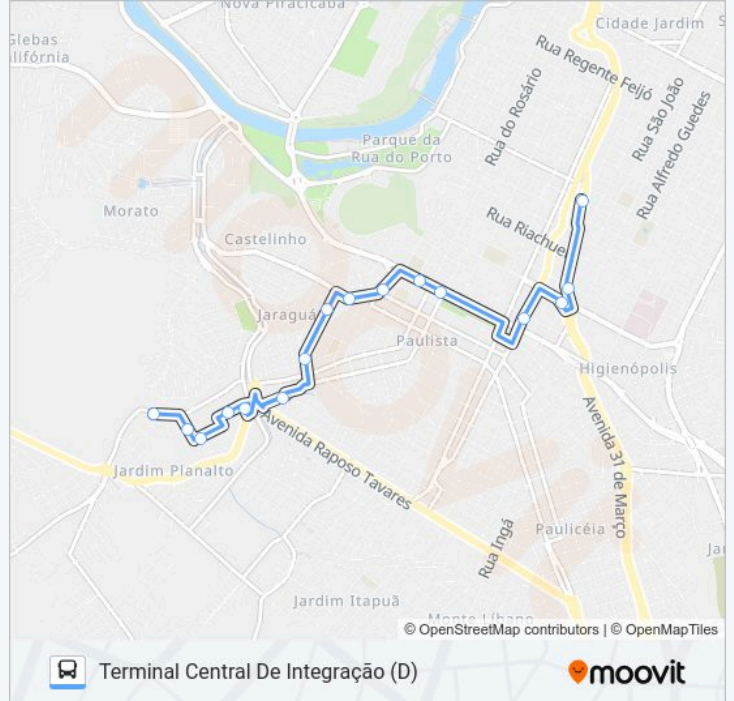 Nova Piracicaba
Cidade Jardim
Glebas
Califórnia
Rua Regente Feijó
Rua do Rosário
Rua São João
Rua Alfredo Guedes
Parque da
Rua do Porto
Morato
Castelinho
Rua Riachue
Jaraguá
Paulista
Higienópolis
Avenida Raposo Tavares
Avenida 31 de Março
Jardim Planalto
Rua Ingá
Paulicéia
Jardim Itapuã
Monte Líbano
© OpenStreetMap contributors | © OpenMapTiles
Terminal Central De Integração (D)
moovit